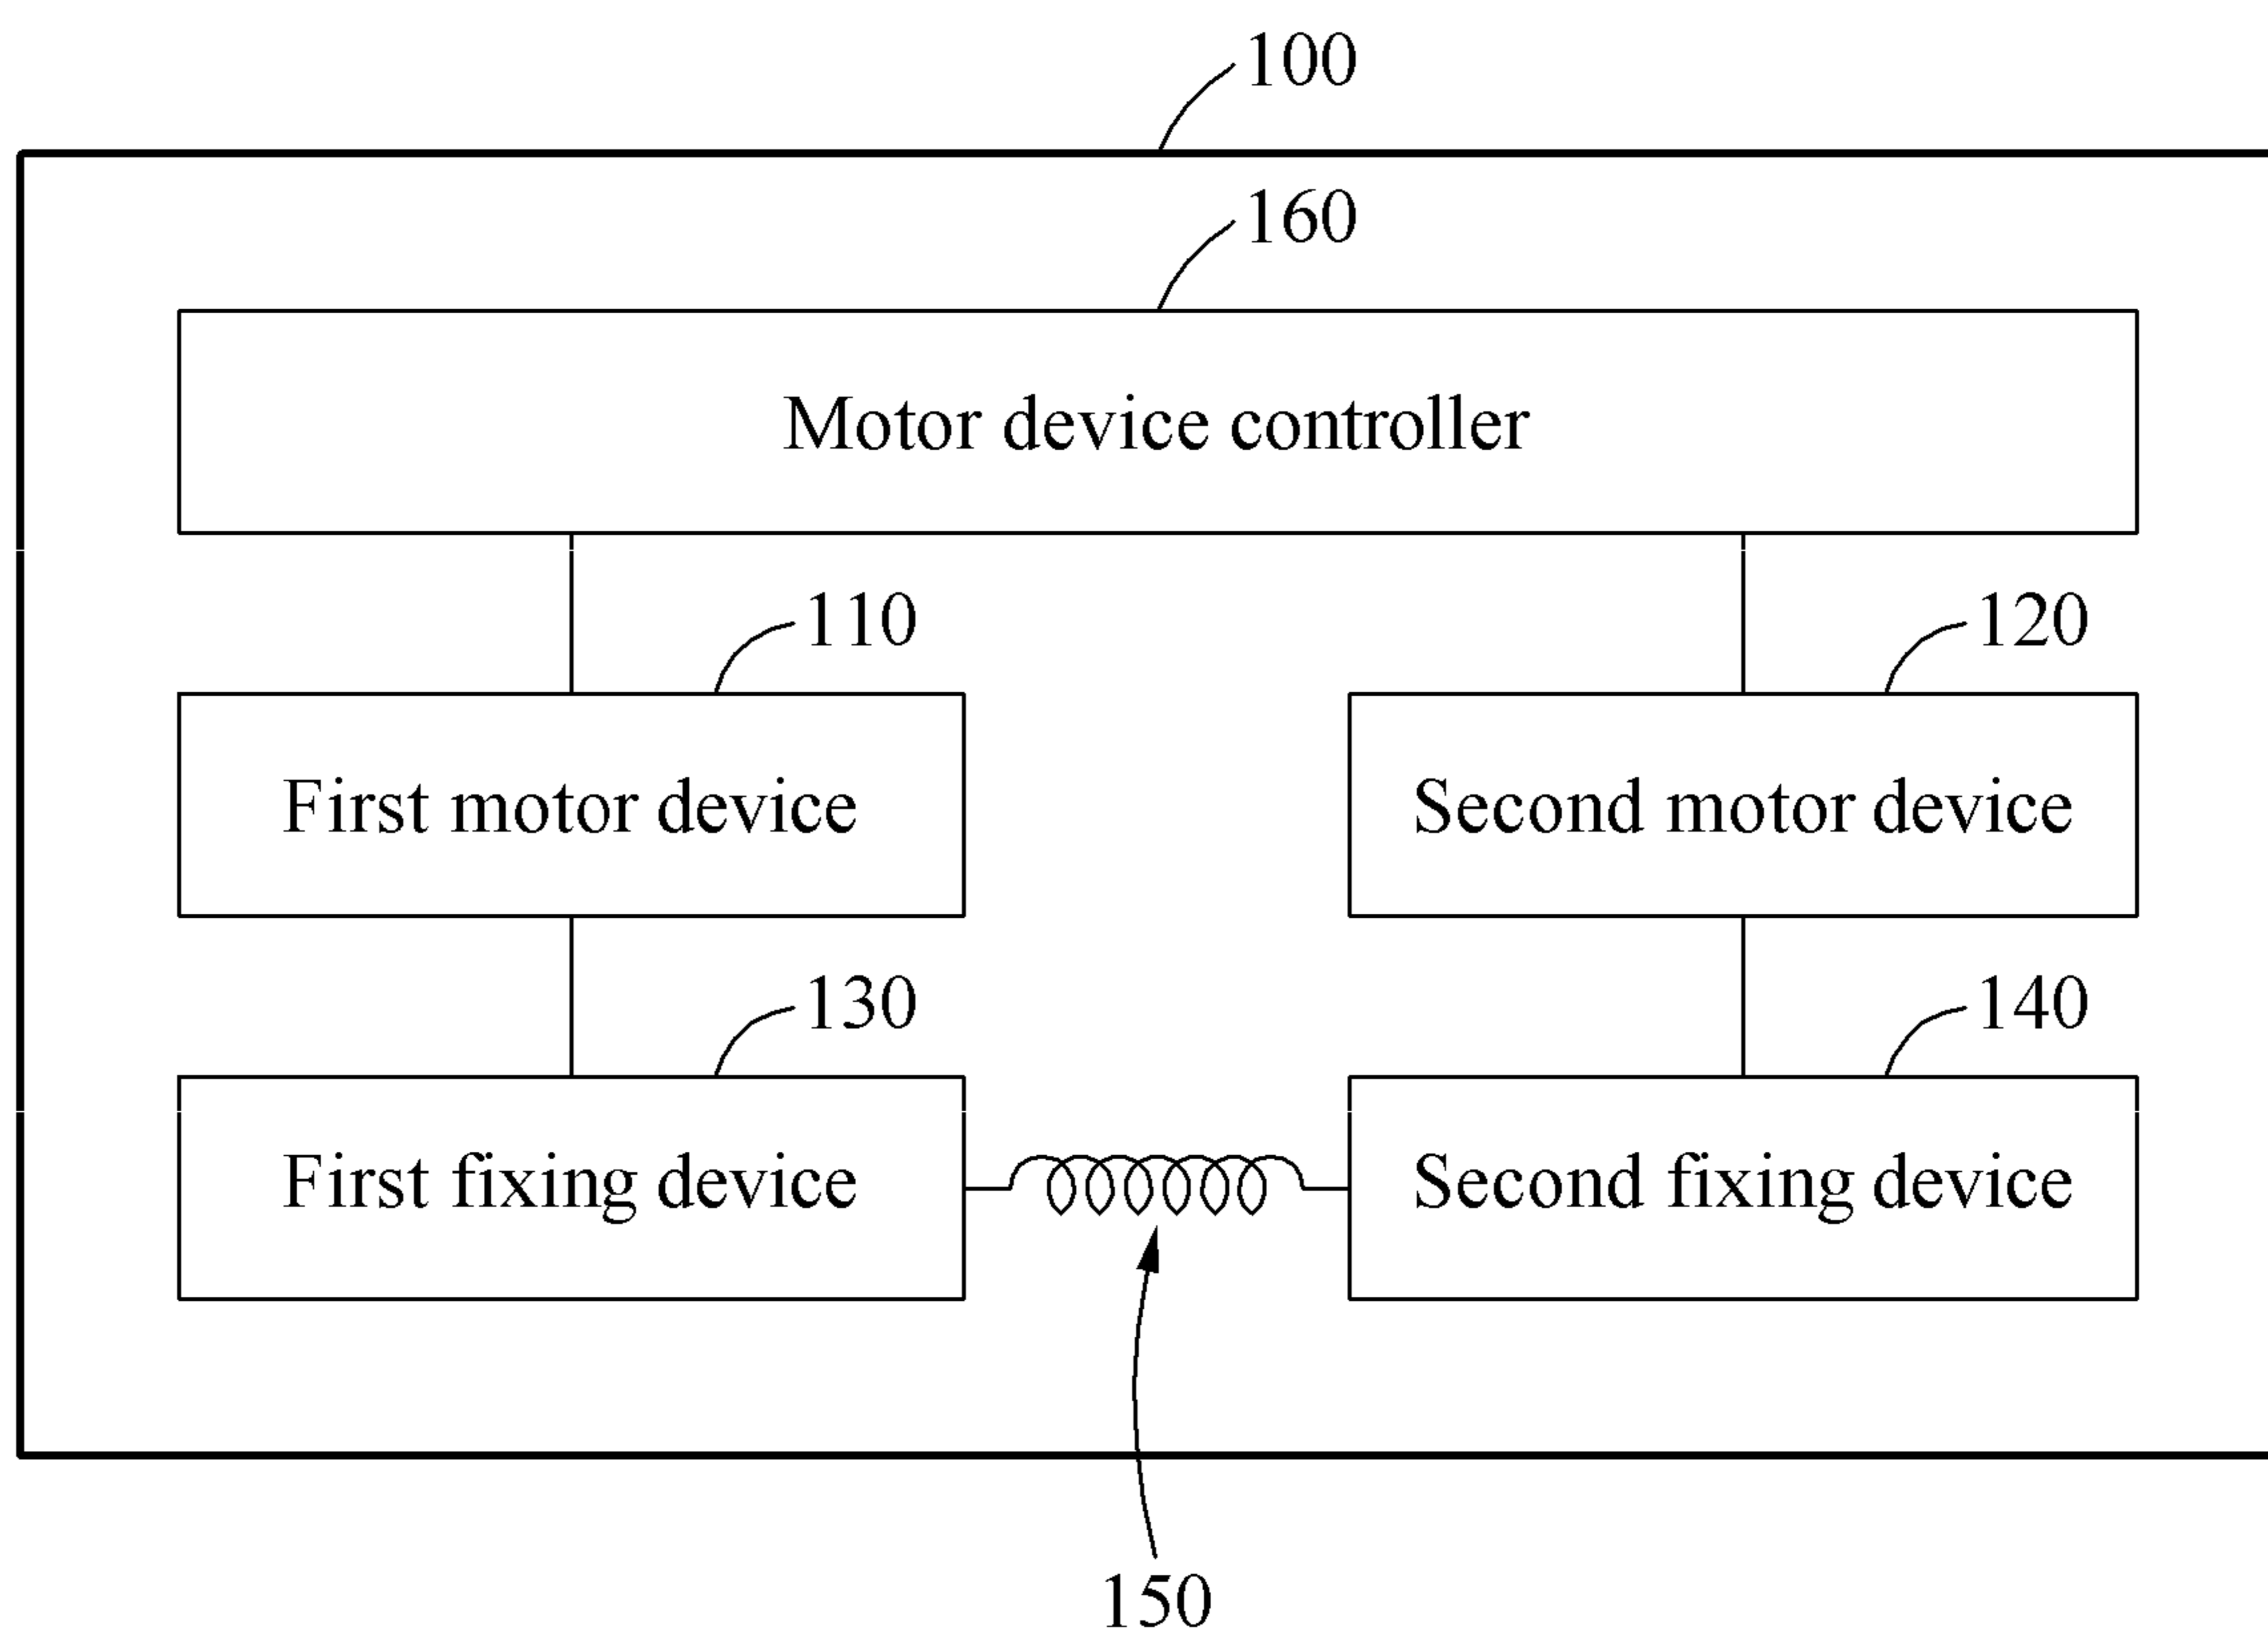 100
160
Motor device controller
110
120
First motor device
Second motor device
130
140
First fixing device
Second fixing device
150